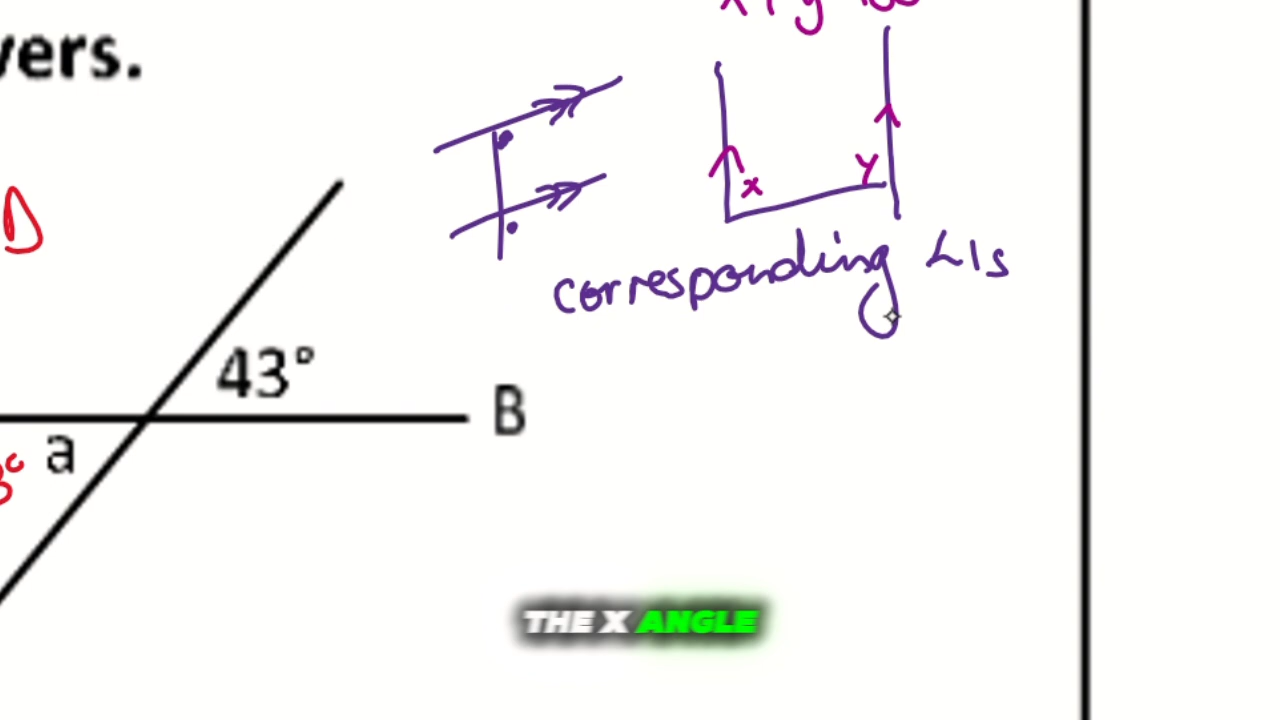 vers.
D
x
y
corresponding ∠'s
43°
B
a
THE X ANGLE